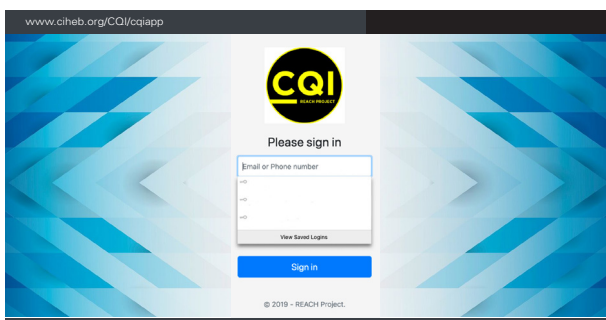 www.ciheb.org/CQI/cqiapp
CQI
REACH PROJECT
Please sign in
Email or Phone number
View Saved Logins
Sign in
© 2019 - REACH Project.